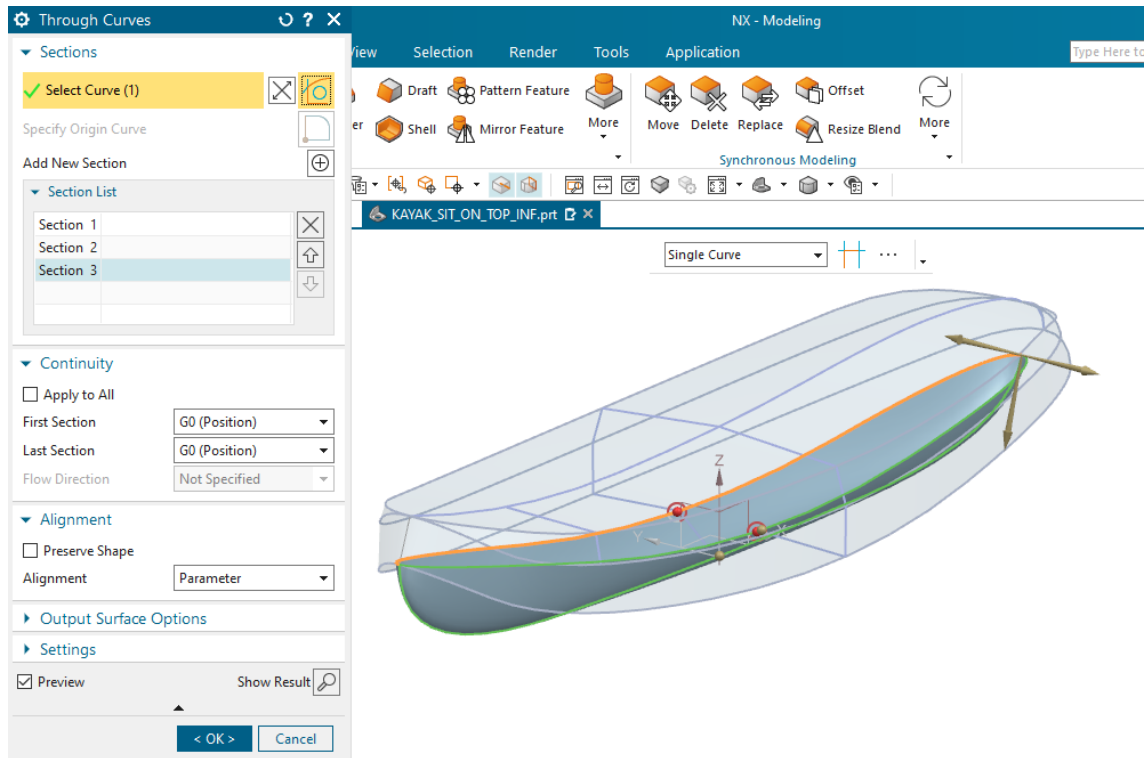 Through Curves
NX - Modeling
Sections
View Selection Render Tools Application
Type Here to
Select Curve (1)
Draft Pattern Feature
Offset
Specify Origin Curve
Shell Mirror Feature More Move Delete Replace Resize Blend More
Add New Section
Synchronous Modeling
Section List
Section 1
Section 2
Section 3
KAYAK_SIT_ON_TOP_INF.prt
Single Curve
Continuity
Apply to All
First Section G0 (Position)
Last Section G0 (Position)
Flow Direction Not Specified
Z
Y X
Alignment
Preserve Shape
Alignment Parameter
Output Surface Options
Settings
Preview Show Result
< OK > Cancel